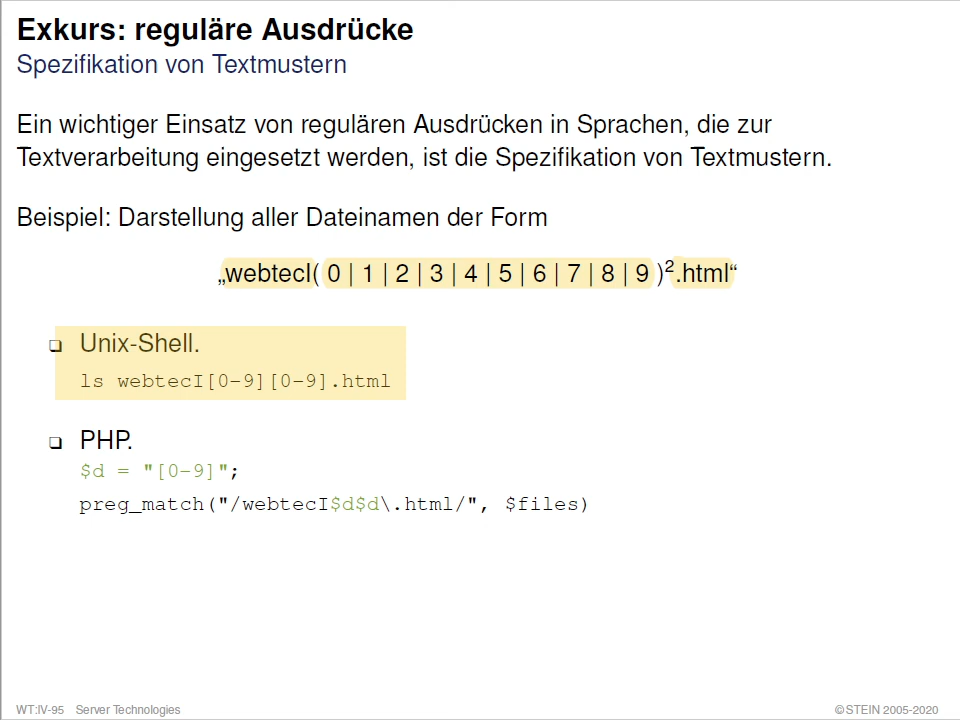 Exkurs: reguläre Ausdrücke
Spezifikation von Textmustern
Ein wichtiger Einsatz von regulären Ausdrücken in Sprachen, die zur
Textverarbeitung eingesetzt werden, ist die Spezifikation von Textmustern.
Beispiel: Darstellung aller Dateinamen der Form
„webtecI( 0 | 1 | 2 | 3 | 4 | 5 | 6 | 7 | 8 | 9 )².html“
❑ Unix-Shell.
ls webtecI[0-9][0-9].html
❑ PHP.
$d = "[0-9]";
preg_match("/webtecI$d$d\.html/", $files)
WT:IV-95 Server Technologies
©STEIN 2005-2020